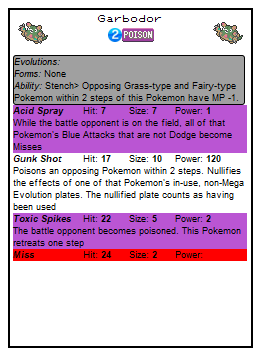 Garbodor
2 POISON
Evolutions:
Forms: None
Ability: Stench> Opposing Grass-type and Fairy-type
Pokemon within 2 steps of this Pokemon have MP -1.
Acid Spray Hit: 7 Size: 7 Power: 1
While the battle opponent is on the field, all of that
Pokemon's Blue Attacks that are not Dodge become
Misses
Gunk Shot Hit: 17 Size: 10 Power: 120
Poisons an opposing Pokemon within 2 steps. Nullifies
the effects of one of that Pokemon's in-use, non-Mega
Evolution plates. The nullified plate counts as having
been used
Toxic Spikes Hit: 22 Size: 5 Power: 2
The battle opponent becomes poisoned. This Pokemon
retreats one step
Miss Hit: 24 Size: 2 Power: